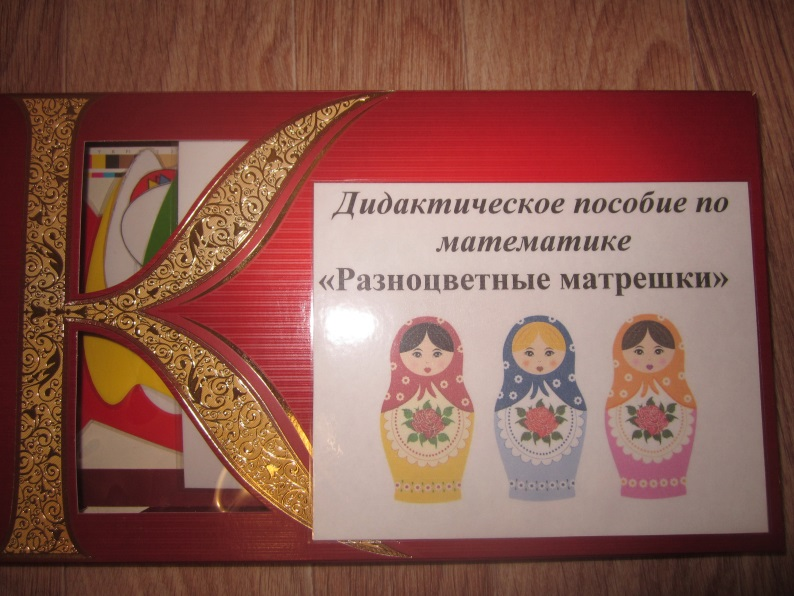 Дидактическое пособие по
математике
«Разноцветные матрешки»